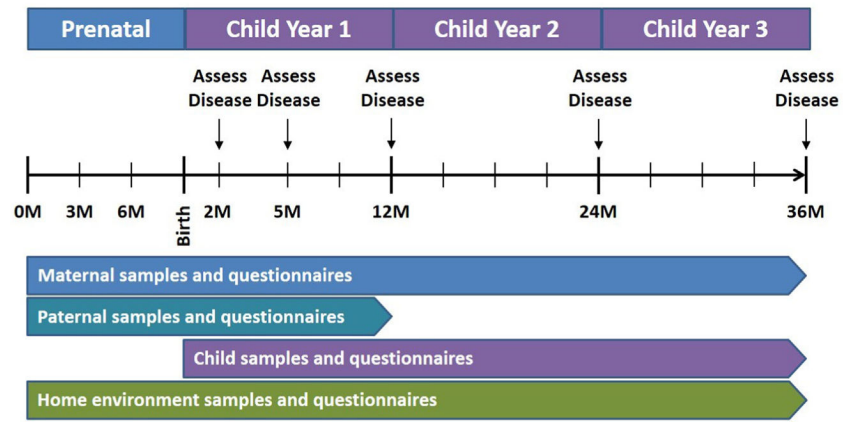 Prenatal Child Year 1 Child Year 2 Child Year 3
Assess Assess Assess Assess Assess
Disease Disease Disease Disease Disease
0M 3M 6M Birth 2M 5M 12M 24M 36M
Maternal samples and questionnaires
Paternal samples and questionnaires
Child samples and questionnaires
Home environment samples and questionnaires